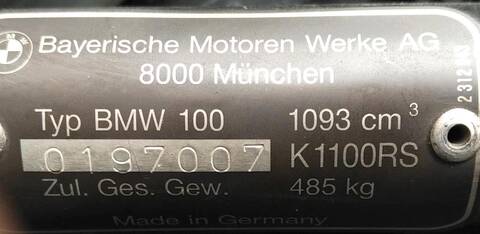 Bayerische Motoren Werke AG
8000 München
Typ BMW 100 1093 cm³
0197007 K1100RS
Zul. Ges. Gew. 485 kg
Made in Germany